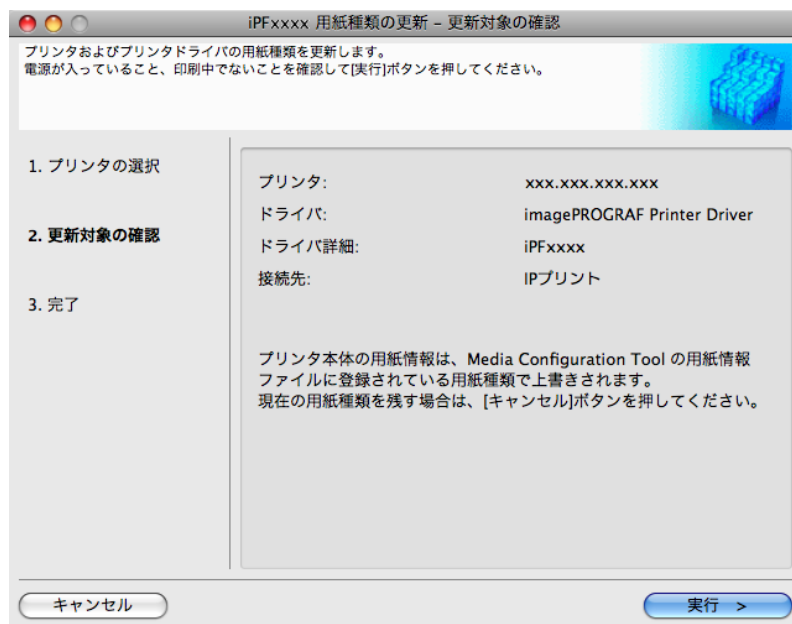 iPFxxxx 用紙種類の更新 – 更新対象の確認
プリンタおよびプリンタドライバの用紙種類を更新します。
電源が入っていること、印刷中でないことを確認して[実行]ボタンを押してください。
1. プリンタの選択
2. 更新対象の確認
3. 完了
プリンタ: xxx.xxx.xxx.xxx
ドライバ: imagePROGRAF Printer Driver
ドライバ詳細: iPFxxxx
接続先: IPプリント
プリンタ本体の用紙情報は、Media Configuration Tool の用紙情報
ファイルに登録されている用紙種類で上書きされます。
現在の用紙種類を残す場合は、[キャンセル]ボタンを押してください。
キャンセル
実行 >